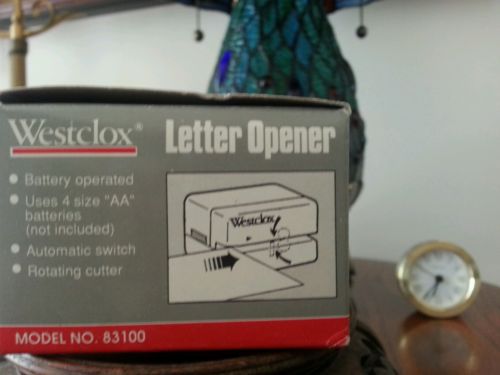 Westclox® Letter Opener
• Battery operated
• Uses 4 size "AA"
batteries
(not included)
• Automatic switch
• Rotating cutter
Westclox
MODEL NO. 83100